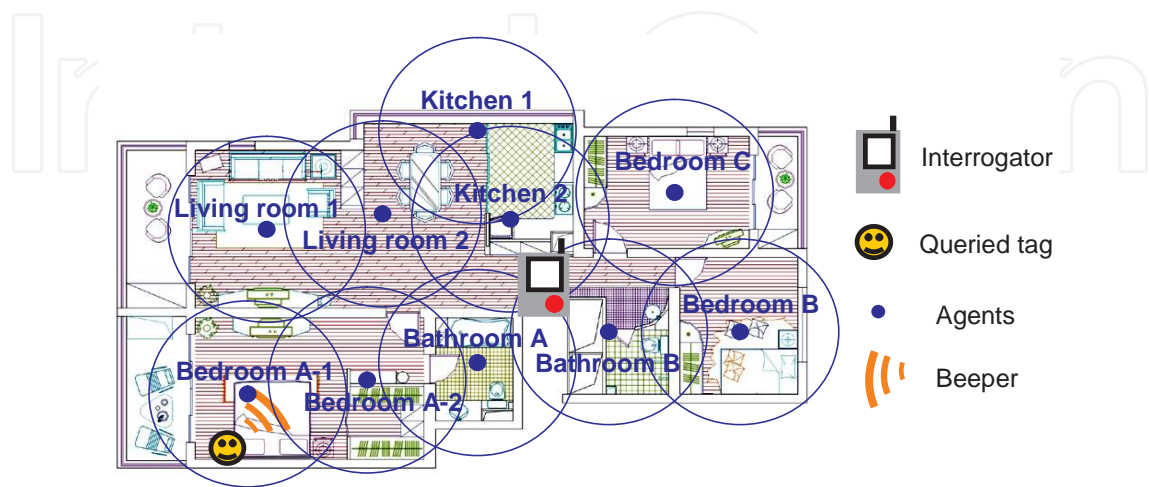 Kitchen 1
Bedroom C
Interrogator
Kitchen 2
Living room 1
Living room 2
Queried tag
Bedroom B
Agents
Bathroom A
Bathroom B
Bedroom A-1
Beeper
Bedroom A-2